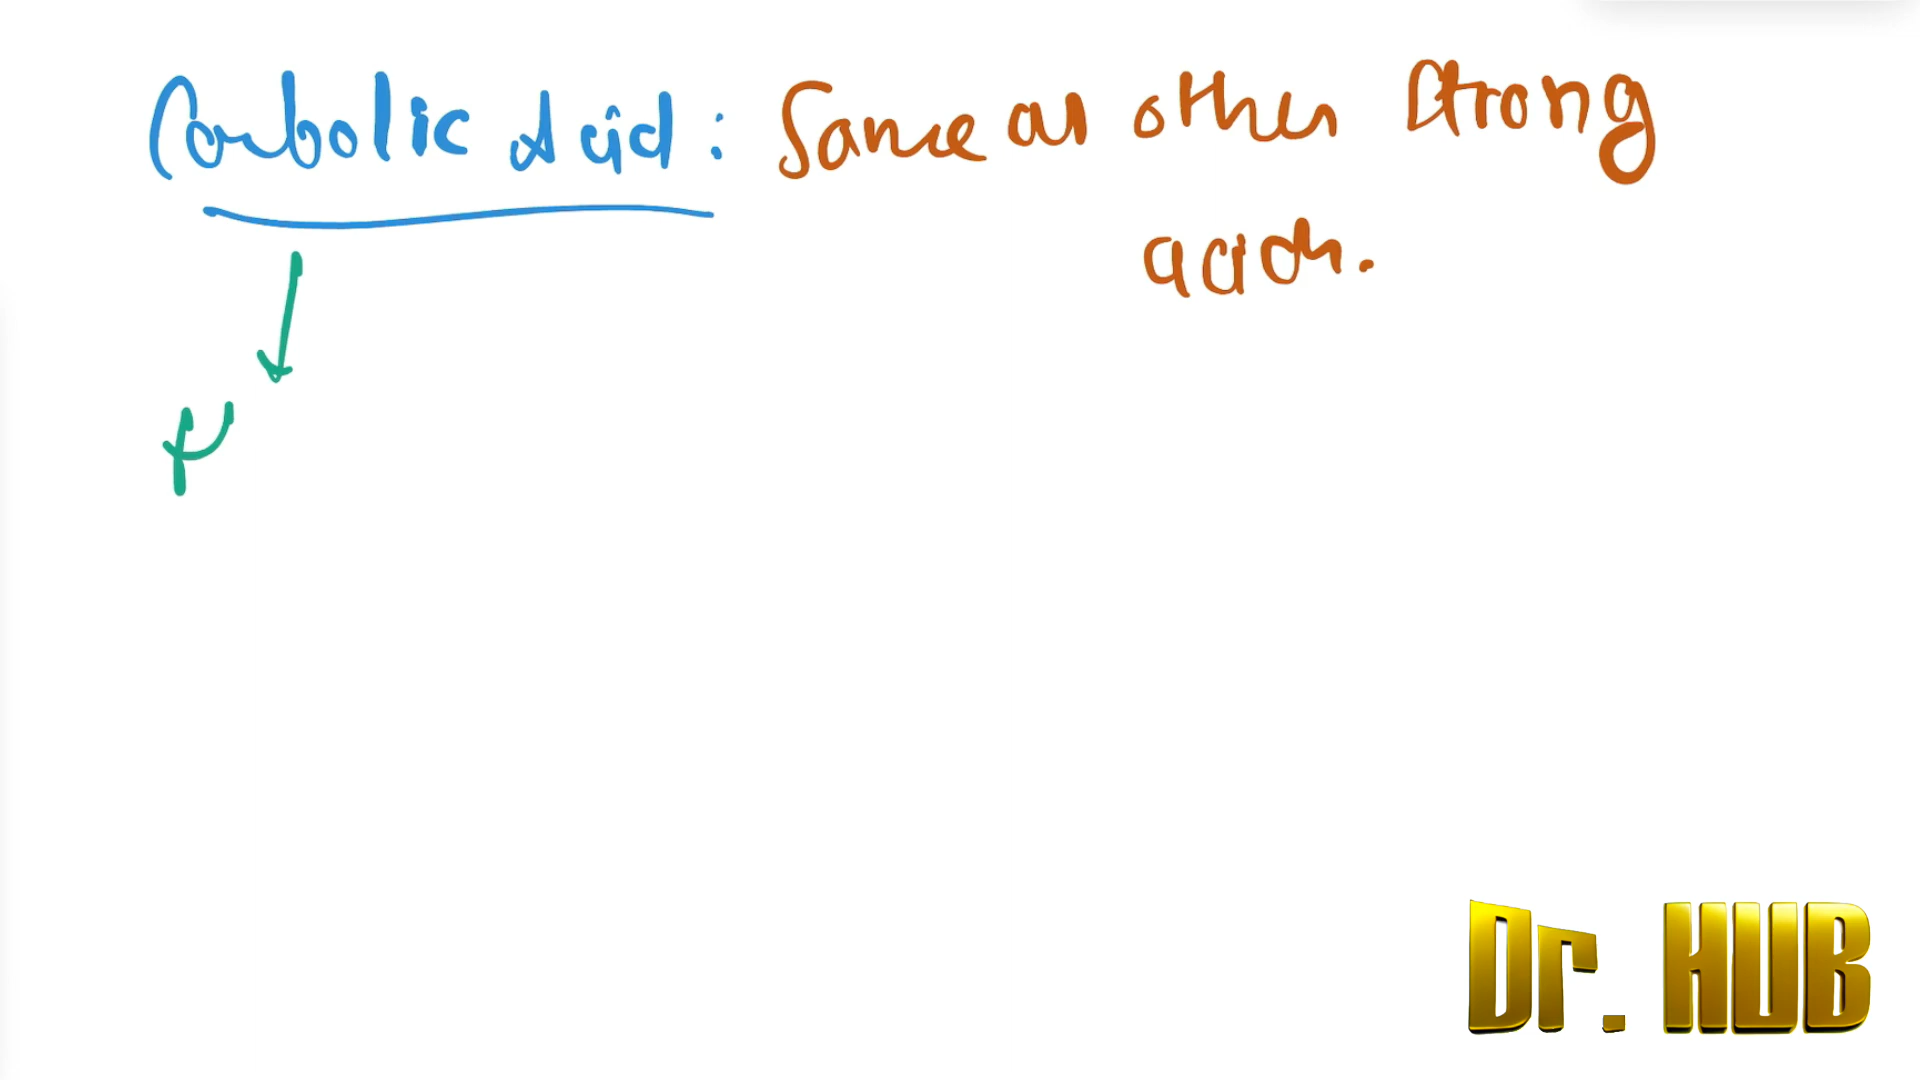 Carbolic Acid : Same as other Strong
acids.
Dr. HUB